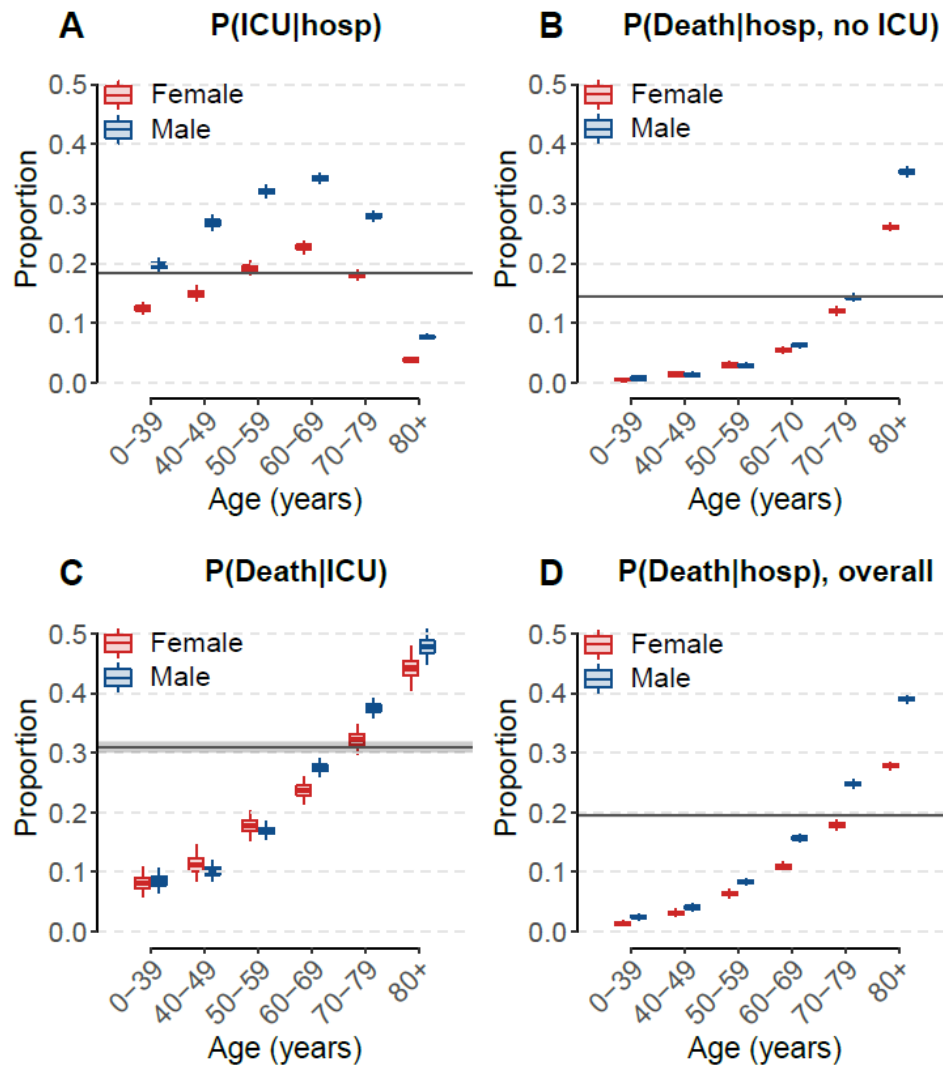 A P(ICU|hosp)
Female
Male
0.5
0.4
0.3
0.2
0.1
0.0
Proportion
0−39
40−49
50−59
60−69
70−79
80+
Age (years)
B P(Death|hosp, no ICU)
Female
Male
0.5
0.4
0.3
0.2
0.1
0.0
Proportion
0−39
40−49
50−59
60−70
70−79
80+
Age (years)
C P(Death|ICU)
Female
Male
0.5
0.4
0.3
0.2
0.1
0.0
Proportion
0−39
40−49
50−59
60−69
70−79
80+
Age (years)
D P(Death|hosp), overall
Female
Male
0.5
0.4
0.3
0.2
0.1
0.0
Proportion
0−39
40−49
50−59
60−69
70−79
80+
Age (years)